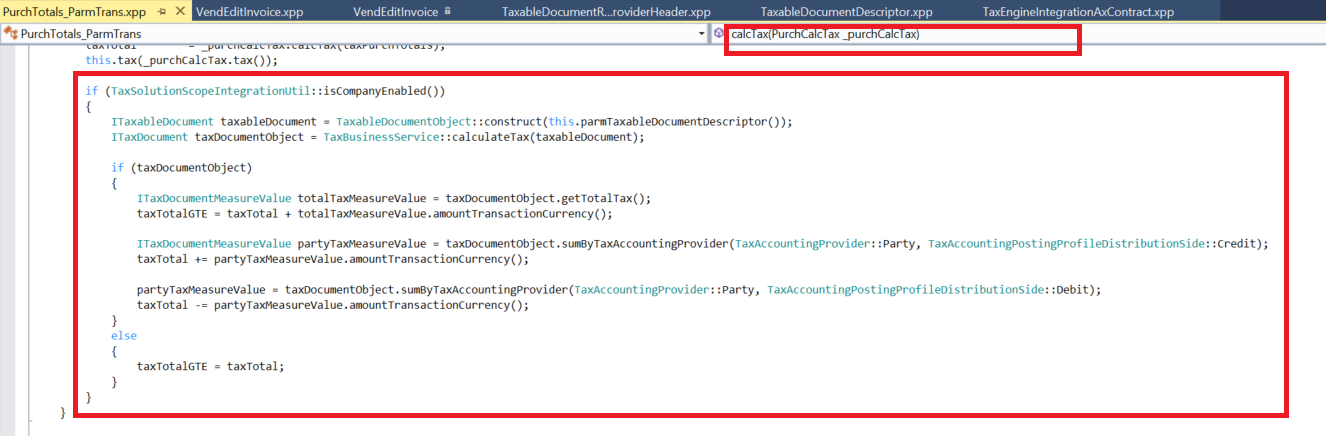 PurchTotals_ParmTrans.xpp VendEditInvoice.xpp VendEditInvoice TaxableDocumentR...roviderHeader.xpp TaxableDocumentDescriptor.xpp TaxEngineIntegrationAxContract.xpp
PurchTotals_ParmTrans calcTax(PurchCalcTax _purchCalcTax)
taxTotal = _purchCalcTax.calcTax(taxPurchTotals);
this.tax(_purchCalcTax.tax());
if (TaxSolutionScopeIntegrationUtil::isCompanyEnabled())
{
ITaxableDocument taxableDocument = TaxableDocumentObject::construct(this.parmTaxableDocumentDescriptor());
ITaxDocument taxDocumentObject = TaxBusinessService::calculateTax(taxableDocument);
if (taxDocumentObject)
{
ITaxDocumentMeasureValue totalTaxMeasureValue = taxDocumentObject.getTotalTax();
taxTotalGTE = taxTotal + totalTaxMeasureValue.amountTransactionCurrency();
ITaxDocumentMeasureValue partyTaxMeasureValue = taxDocumentObject.sumByTaxAccountingProvider(TaxAccountingProvider::Party, TaxAccountingPostingProfileDistributionSide::Credit);
taxTotal += partyTaxMeasureValue.amountTransactionCurrency();
partyTaxMeasureValue = taxDocumentObject.sumByTaxAccountingProvider(TaxAccountingProvider::Party, TaxAccountingPostingProfileDistributionSide::Debit);
taxTotal -= partyTaxMeasureValue.amountTransactionCurrency();
}
else
{
taxTotalGTE = taxTotal;
}
}
}